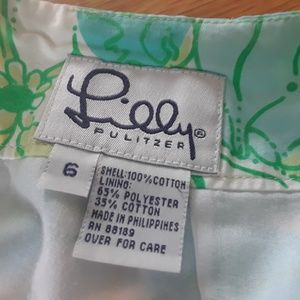 Lilly®
PULITZER
6
SHELL:100%COTTON
LINING:
65% POLYESTER
35% COTTON
MADE IN PHILIPPINES
RN 88189
OVER FOR CARE